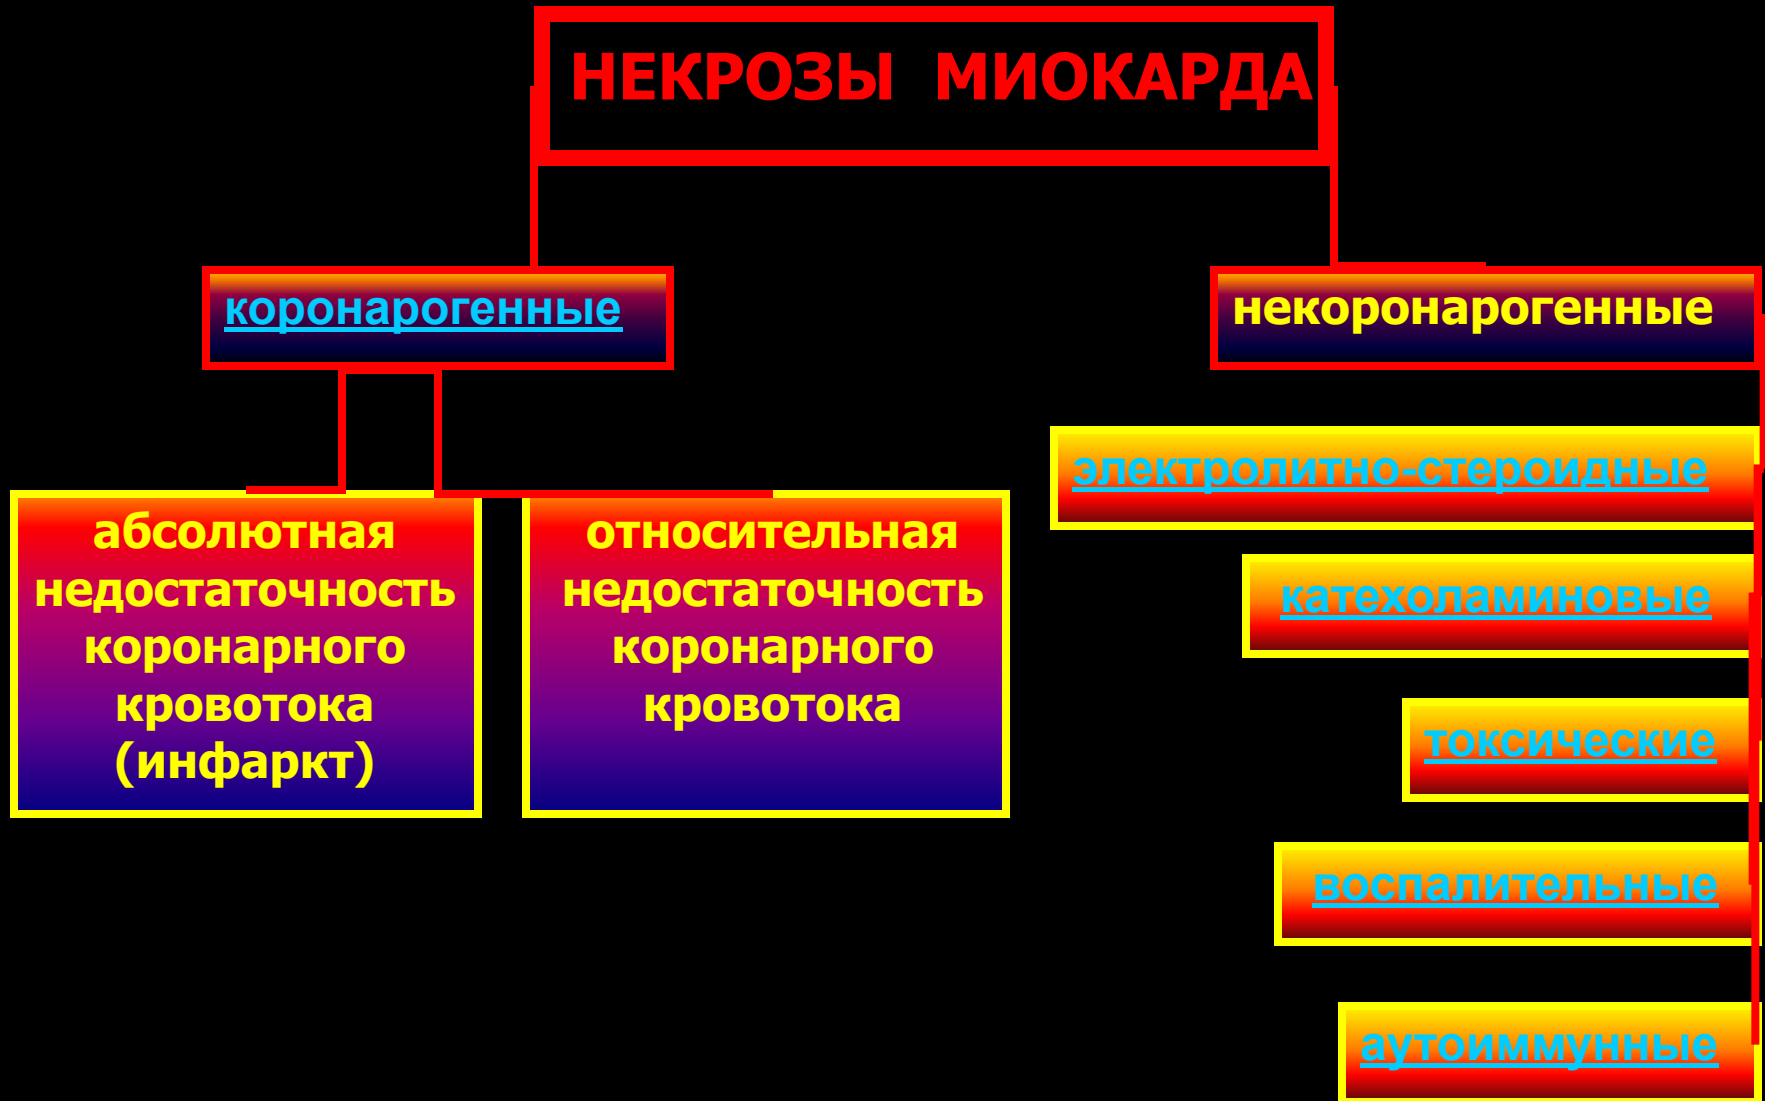 НЕКРОЗЫ МИОКАРДА
коронарогенные
некоронарогенные
абсолютная
недостаточность
коронарного
кровотока
(инфаркт)
относительная
недостаточность
коронарного
кровотока
электролитно-стероидные
катехоламиновые
токсические
воспалительные
аутоиммунные